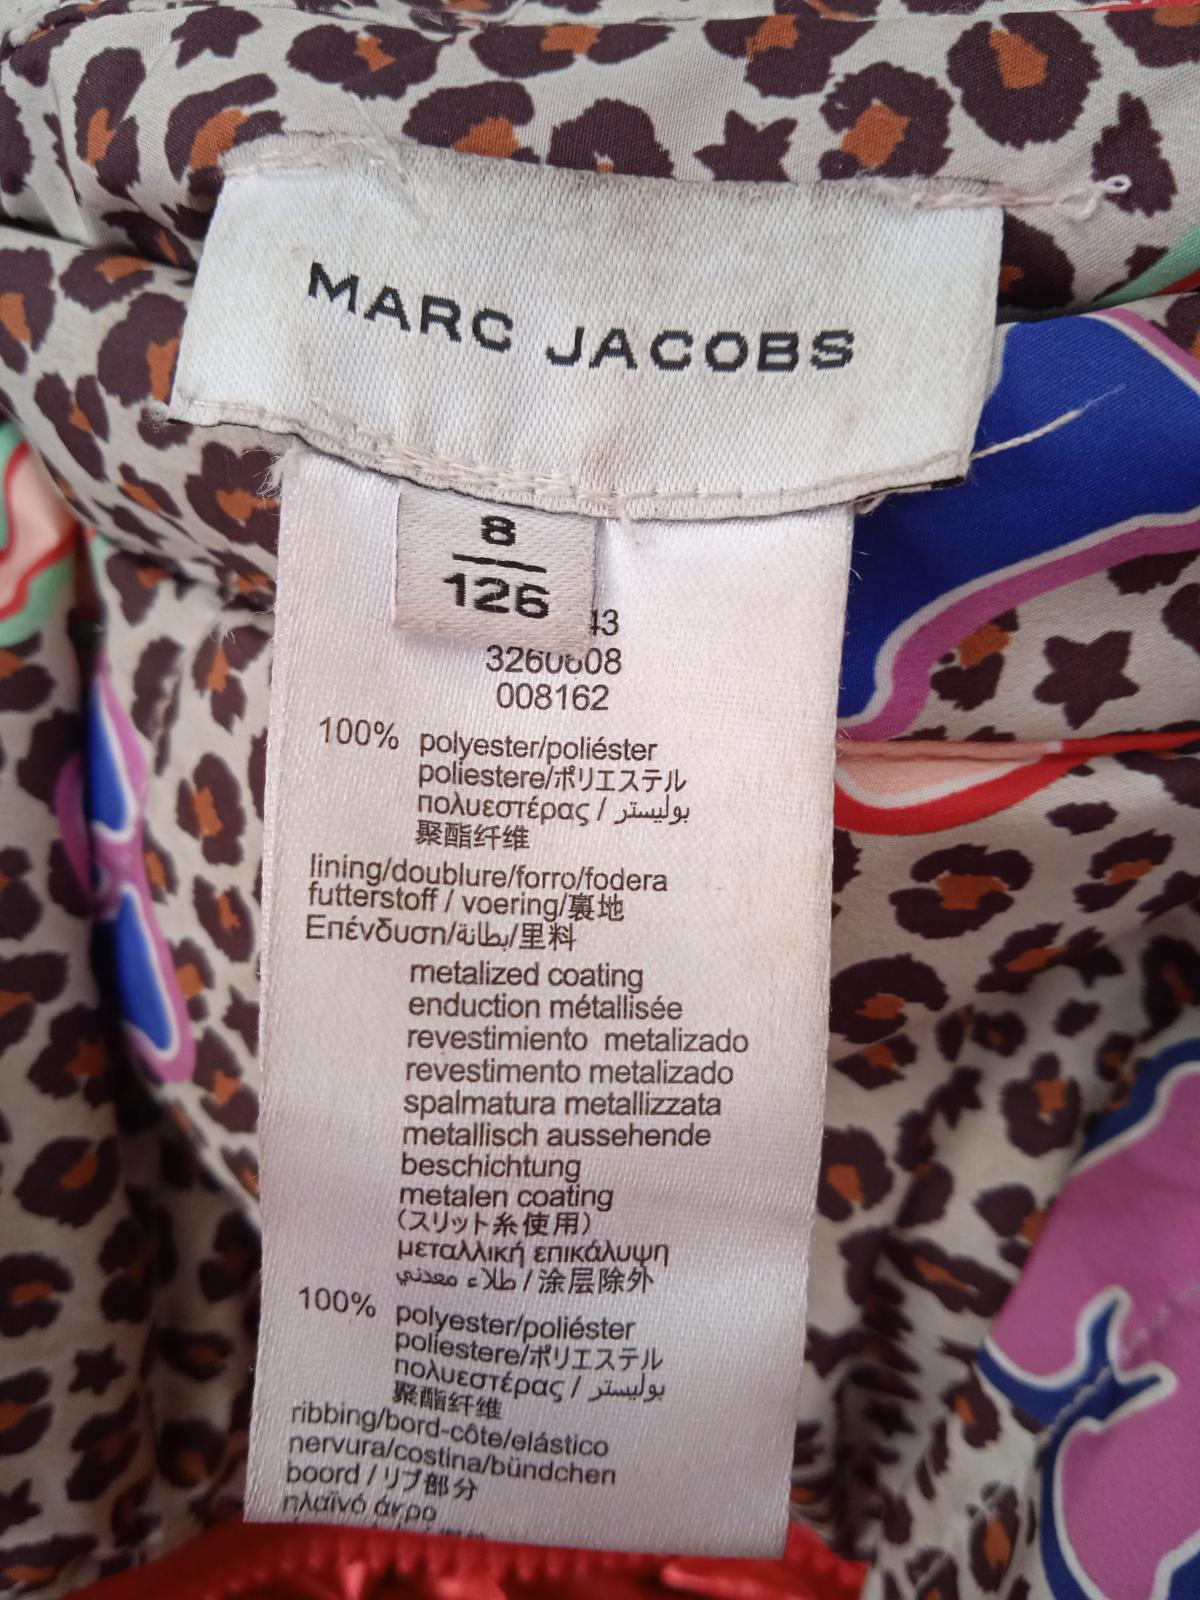 MARC JACOBS
8
126
43
3260608
008162
100% polyester/poliéster
poliestere/ポリエステル
πολυεστέρας / بوليستر
聚酯纤维
lining/doublure/forro/fodera
futterstoff / voering/裏地
Επένδυση/بطانة/里料
metalized coating
enduction métallisée
revestimiento metalizado
revestimento metalizado
spalmatura metallizzata
metallisch aussehende
beschichtung
metalen coating
(スリット糸使用)
μεταλλική επικάλυψη
طلاء معدني / 涂层除外
100% polyester/poliéster
poliestere/ポリエステル
πολυεστέρας / بوليستر
聚酯纤维
ribbing/bord-côte/elástico
nervura/costina/bündchen
boord / リブ部分
πλαϊνό άκρο